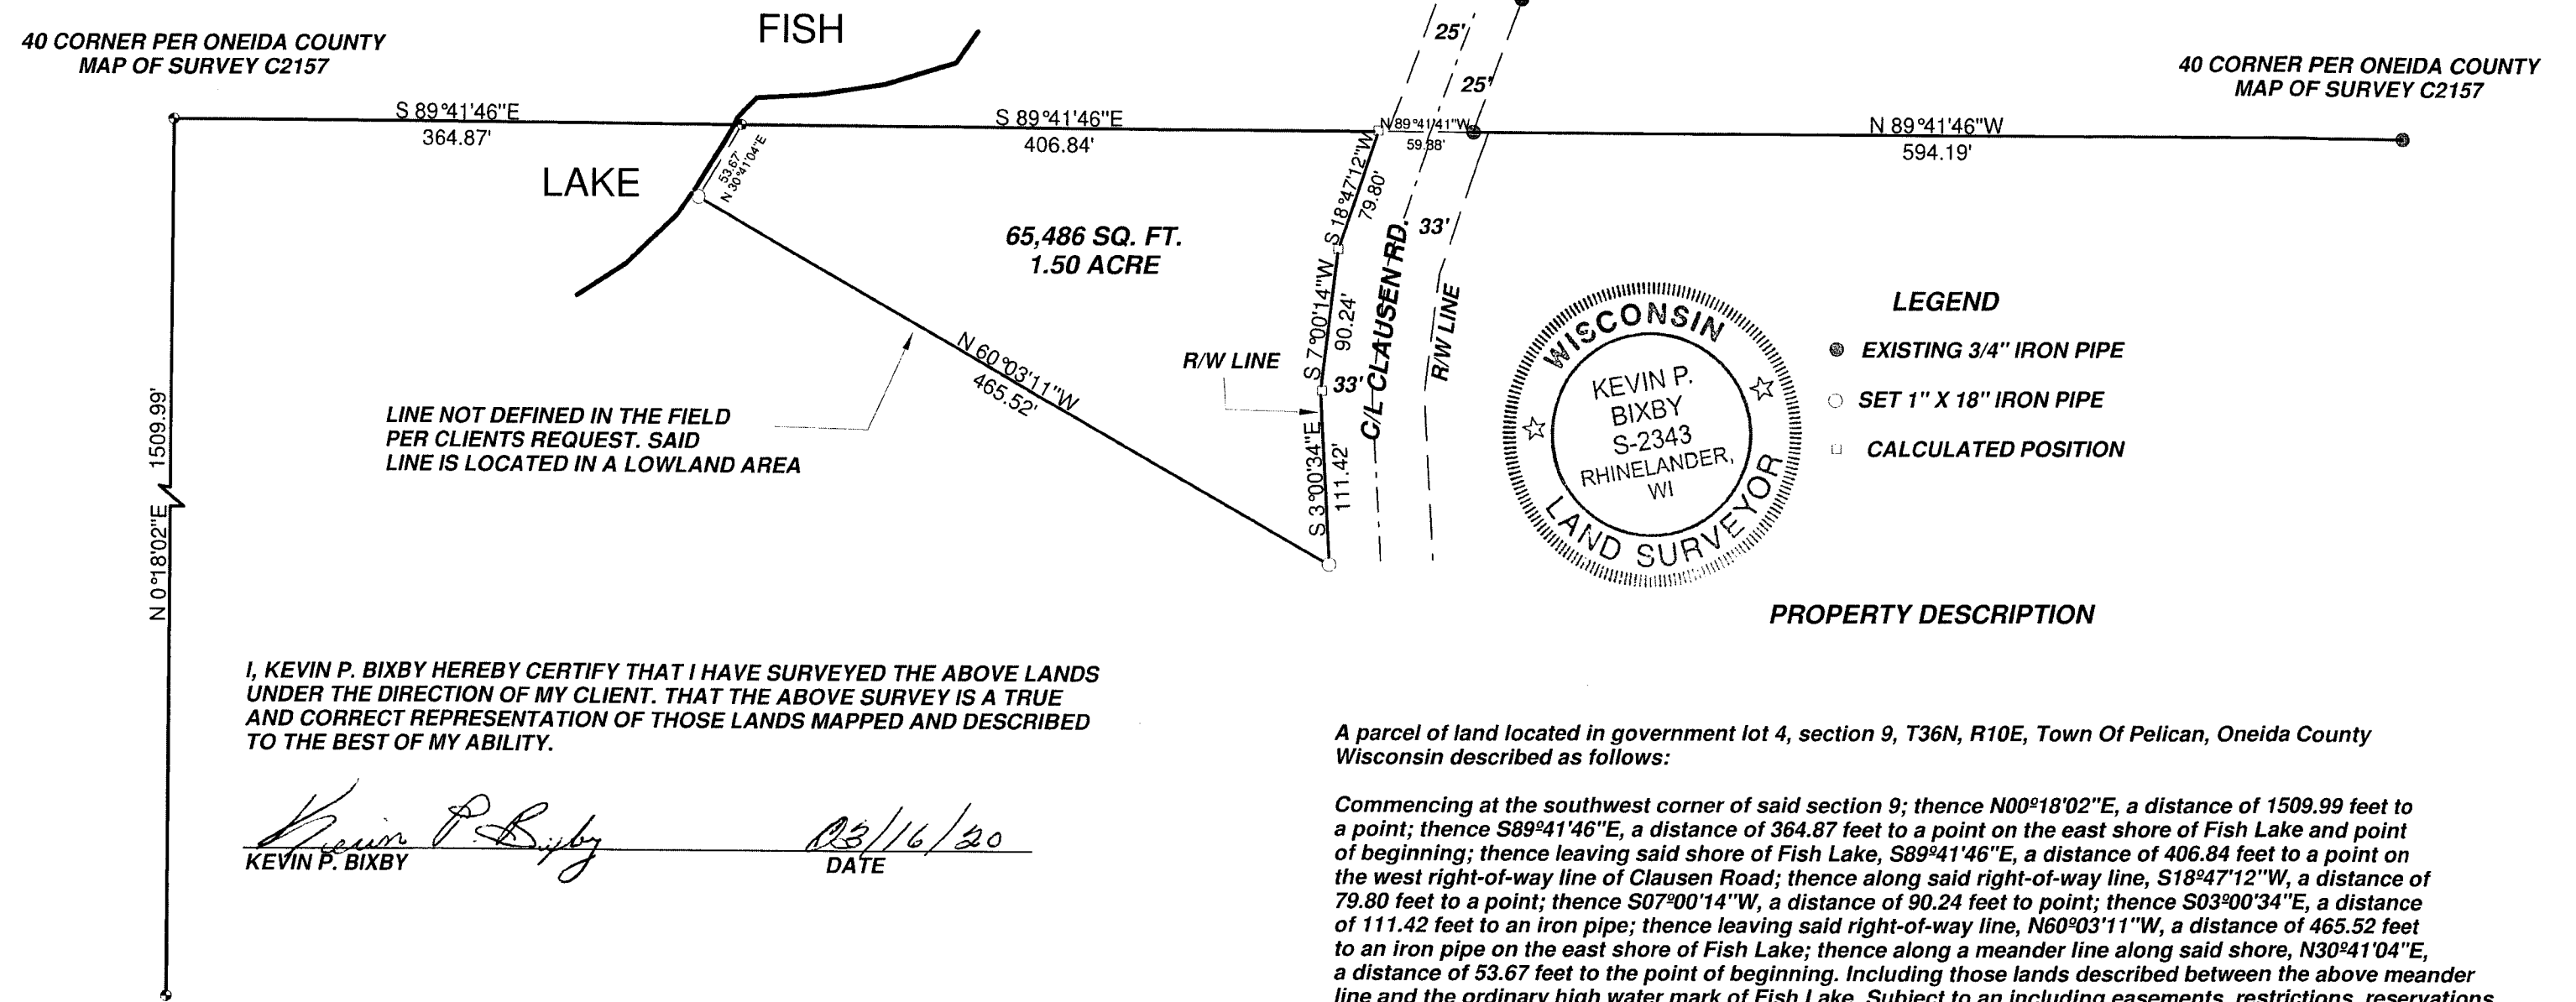 FISH
LAKE
40 CORNER PER ONEIDA COUNTY
MAP OF SURVEY C2157
40 CORNER PER ONEIDA COUNTY
MAP OF SURVEY C2157
25'
25'
S 89°41'46"E
364.87'
S 89°41'46"E
406.84'
N 89°41'41"W
59.88'
N 89°41'46"W
594.19'
53.67'
N 30°41'04"E
S 18°47'12"W
79.80'
33'
65,486 SQ. FT.
1.50 ACRE
S 7°00'14"W
90.24'
C/L CLAUSEN RD.
R/W LINE
R/W LINE
33'
S 3°00'34"E
111.42'
N 60°03'11"W
465.52'
LINE NOT DEFINED IN THE FIELD
PER CLIENTS REQUEST. SAID
LINE IS LOCATED IN A LOWLAND AREA
1509.99'
N 0°18'02"E
WISCONSIN
KEVIN P.
BIXBY
S-2343
RHINELANDER,
WI
LAND SURVEYOR
LEGEND
EXISTING 3/4" IRON PIPE
SET 1" X 18" IRON PIPE
CALCULATED POSITION
I, KEVIN P. BIXBY HEREBY CERTIFY THAT I HAVE SURVEYED THE ABOVE LANDS
UNDER THE DIRECTION OF MY CLIENT. THAT THE ABOVE SURVEY IS A TRUE
AND CORRECT REPRESENTATION OF THOSE LANDS MAPPED AND DESCRIBED
TO THE BEST OF MY ABILITY.
Kevin P. Bixby 03/16/20
KEVIN P. BIXBY DATE
PROPERTY DESCRIPTION
A parcel of land located in government lot 4, section 9, T36N, R10E, Town Of Pelican, Oneida County
Wisconsin described as follows:
Commencing at the southwest corner of said section 9; thence N00º18'02"E, a distance of 1509.99 feet to
a point; thence S89º41'46"E, a distance of 364.87 feet to a point on the east shore of Fish Lake and point
of beginning; thence leaving said shore of Fish Lake, S89º41'46"E, a distance of 406.84 feet to a point on
the west right-of-way line of Clausen Road; thence along said right-of-way line, S18º47'12"W, a distance of
79.80 feet to a point; thence S07º00'14"W, a distance of 90.24 feet to point; thence S03º00'34"E, a distance
of 111.42 feet to an iron pipe; thence leaving said right-of-way line, N60º03'11"W, a distance of 465.52 feet
to an iron pipe on the east shore of Fish Lake; thence along a meander line along said shore, N30º41'04"E,
a distance of 53.67 feet to the point of beginning. Including those lands described between the above meander
line and the ordinary high water mark of Fish Lake. Subject to an including easements, restrictions, reservations